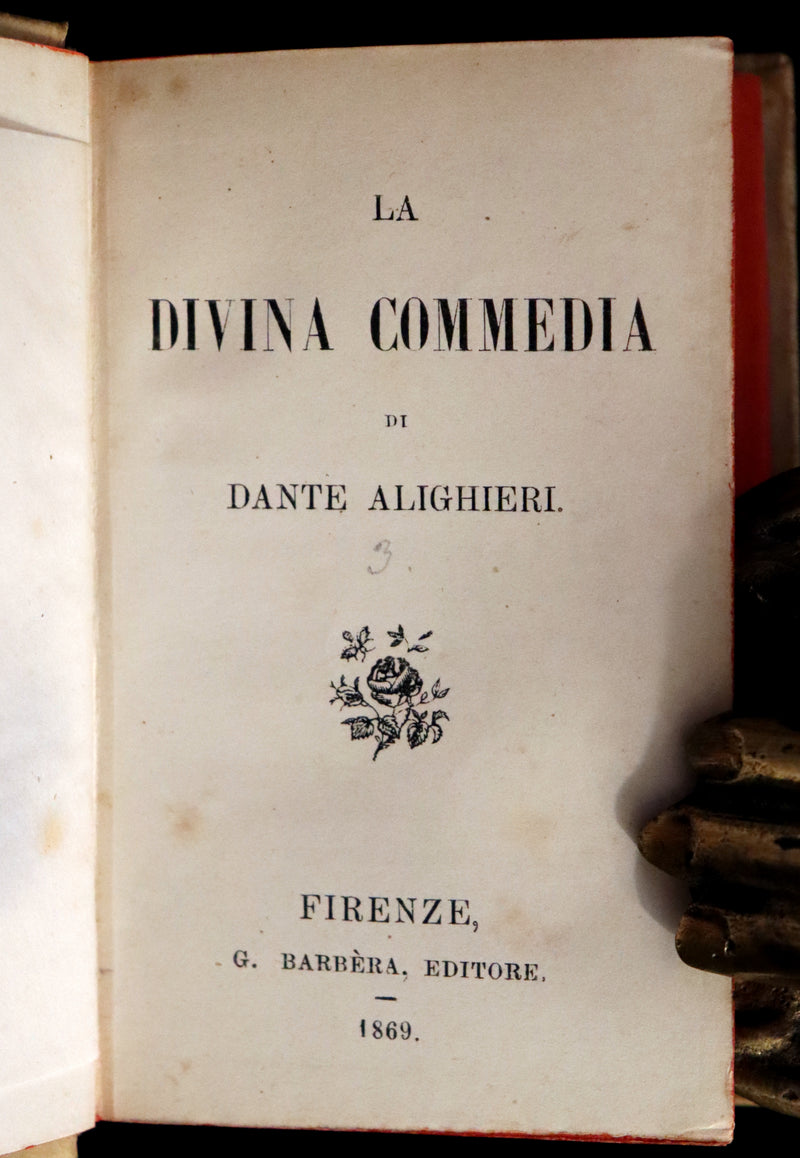 LA
DIVINA COMMEDIA
DI
DANTE ALIGHIERI.
3.
FIRENZE,
G. BARBÈRA, EDITORE.
1869.